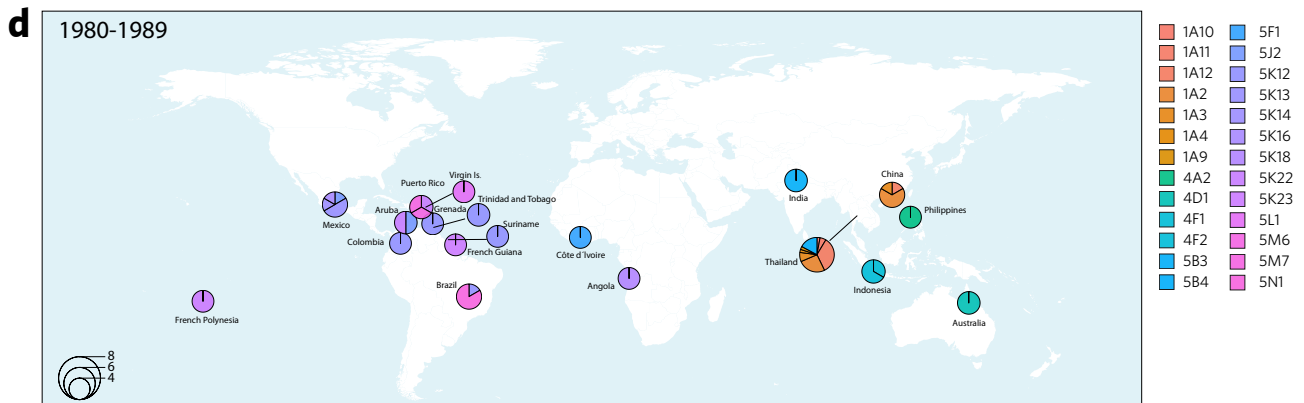 d
1980-1989
Virgin Is.
Puerto Rico
Trinidad and Tobago
Aruba
Grenada
Mexico
Suriname
Colombia
French Guiana
Brazil
French Polynesia
Côte d´Ivoire
Angola
India
China
Philippines
Thailand
Indonesia
Australia
8
6
4
1A10
1A11
1A12
1A2
1A3
1A4
1A9
4A2
4D1
4F1
4F2
5B3
5B4
5F1
5J2
5K12
5K13
5K14
5K16
5K18
5K22
5K23
5L1
5M6
5M7
5N1